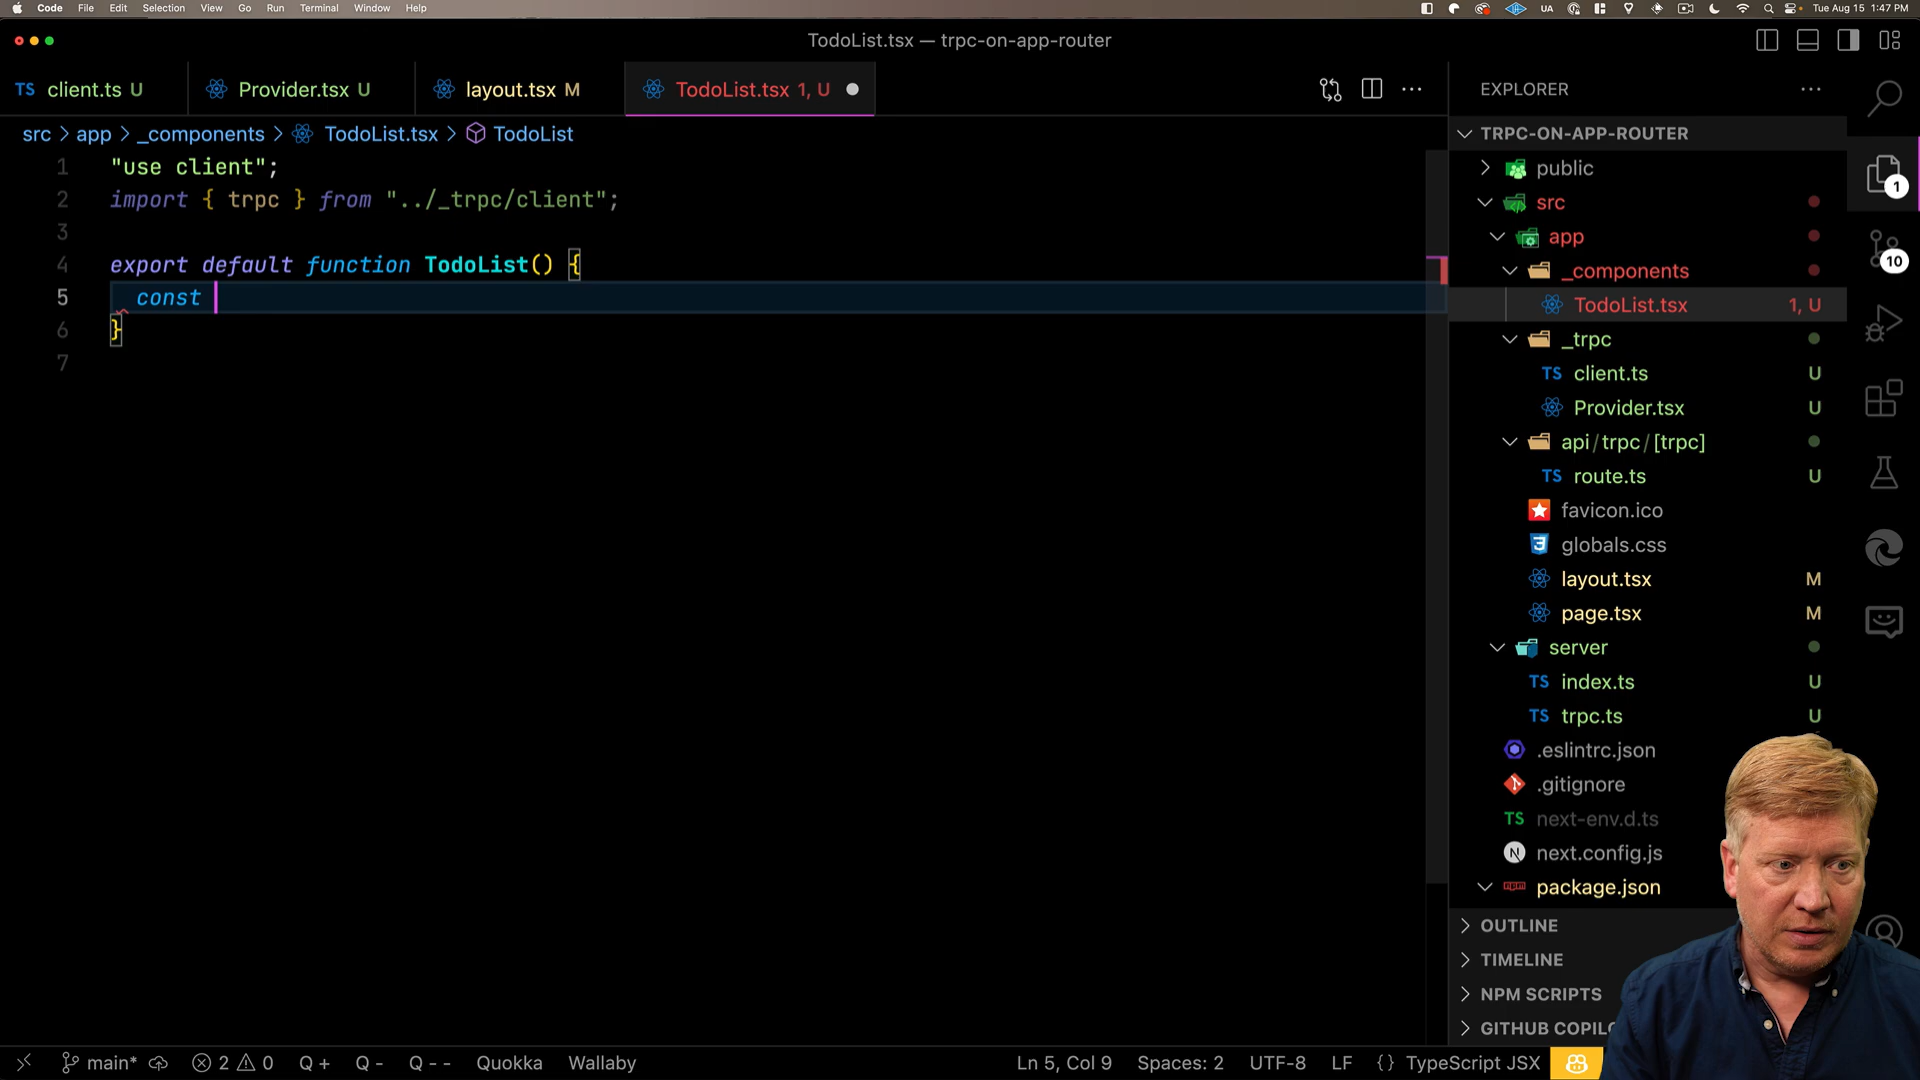 Code File Edit Selection View Go Run Terminal Window Help UA Tue Aug 15 1:47 PM
TodoList.tsx — trpc-on-app-router
TS client.ts U Provider.tsx U layout.tsx M TodoList.tsx 1, U ···
src > app > _components > TodoList.tsx > TodoList
1 "use client";
2 import { trpc } from "../_trpc/client";
3
4 export default function TodoList() {
5 const
6 }
7
EXPLORER ···
TRPC-ON-APP-ROUTER
public
src
app
_components
TodoList.tsx 1, U
_trpc
TS client.ts U
Provider.tsx U
api/trpc/[trpc]
TS route.ts U
favicon.ico
globals.css
layout.tsx M
page.tsx M
server
TS index.ts U
TS trpc.ts U
.eslintrc.json
.gitignore
TS next-env.d.ts
N next.config.js
npm package.json
OUTLINE
TIMELINE
NPM SCRIPTS
GITHUB COPILO
1
10
main* 2 0 Q + Q - Q - - Quokka Wallaby Ln 5, Col 9 Spaces: 2 UTF-8 LF {} TypeScript JSX